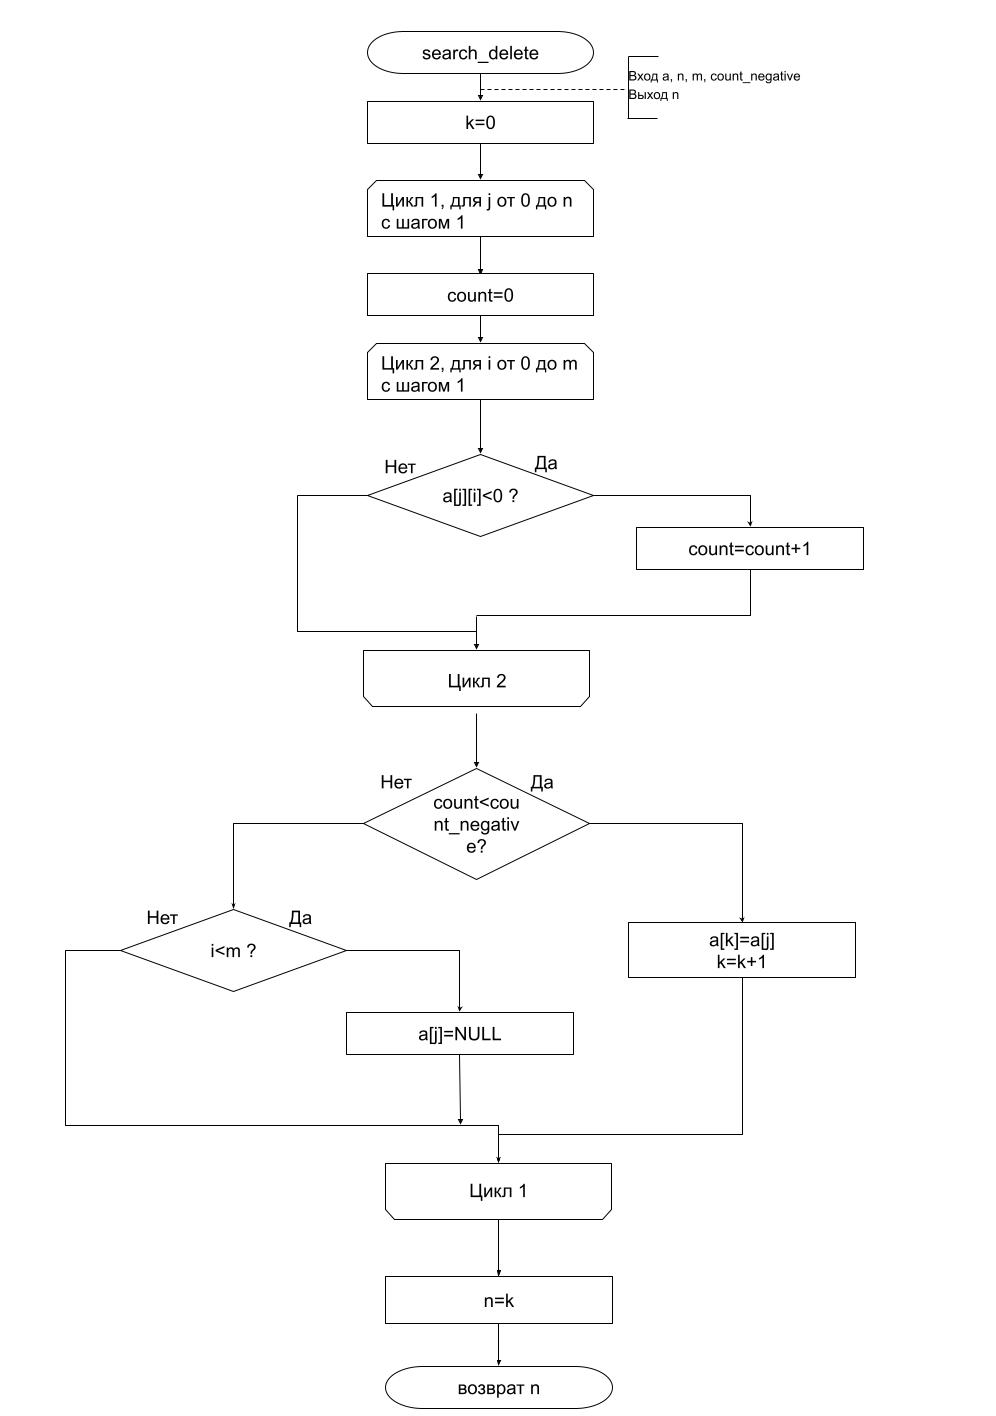 search_delete
Вход a, n, m, count_negative
Выход n
k=0
Цикл 1, для j от 0 до n
с шагом 1
count=0
Цикл 2, для i от 0 до m
с шагом 1
Нет
Да
a[j][i]<0 ?
count=count+1
Цикл 2
Нет
Да
count<cou
nt_negativ
e?
Нет
Да
i<m ?
a[k]=a[j]
k=k+1
a[j]=NULL
Цикл 1
n=k
возврат n